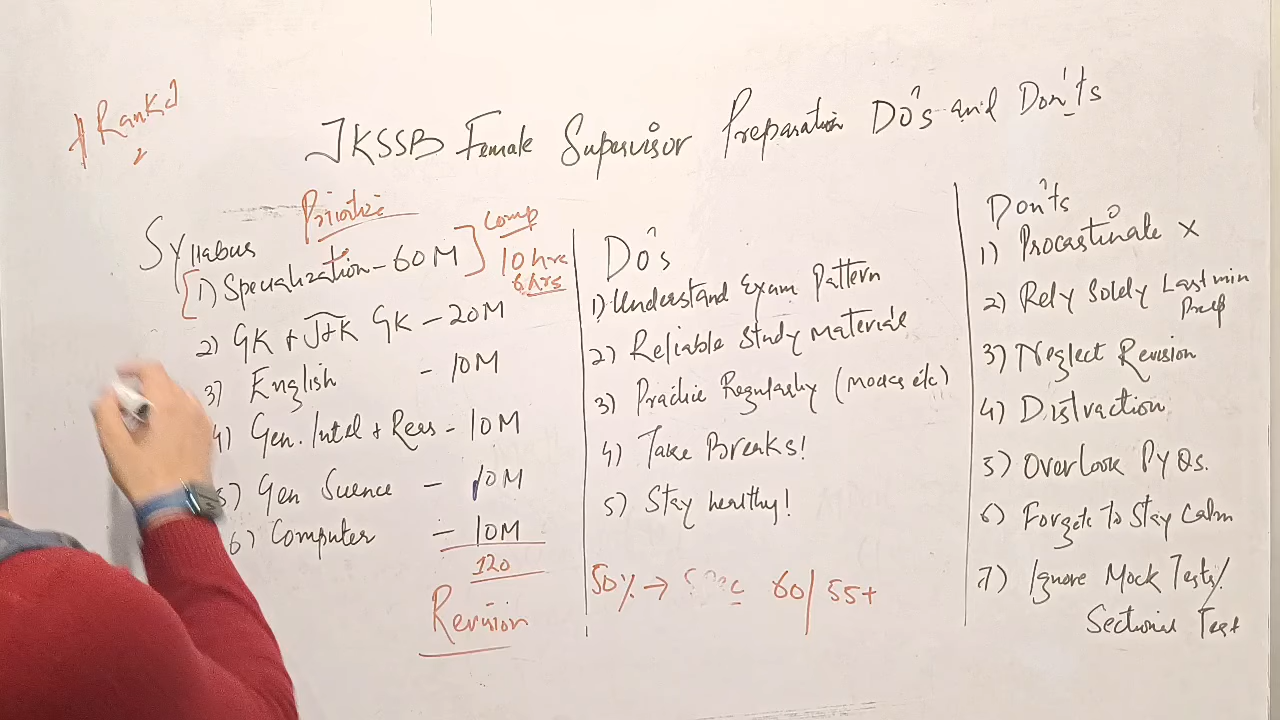 Rank 1
2
JKSSB Female Supervisor Preparation Do's and Don'ts
Prioritize
Syllabus
1) Specialization - 60M
Comp
10 hrs
6 hrs
2) GK + J+K GK - 20M
3) English - 10M
4) Gen. Intel + Reas - 10M
5) Gen Science - 10M
6) Computer - 10M
120
Revision
Do's
1) Understand Exam Pattern
2) Reliable Study Material
3) Practice Regularly (mocks etc)
4) Take Breaks!
5) Stay healthy!
50% → 60/55+
Don'ts
1) Procastinate x
2) Rely Solely Last min
Prep
3) Neglect Revision
4) Distraction
5) Overlook PYQs.
6) Forget to Stay Calm
7) Ignore Mock Tests/
Sectional Test